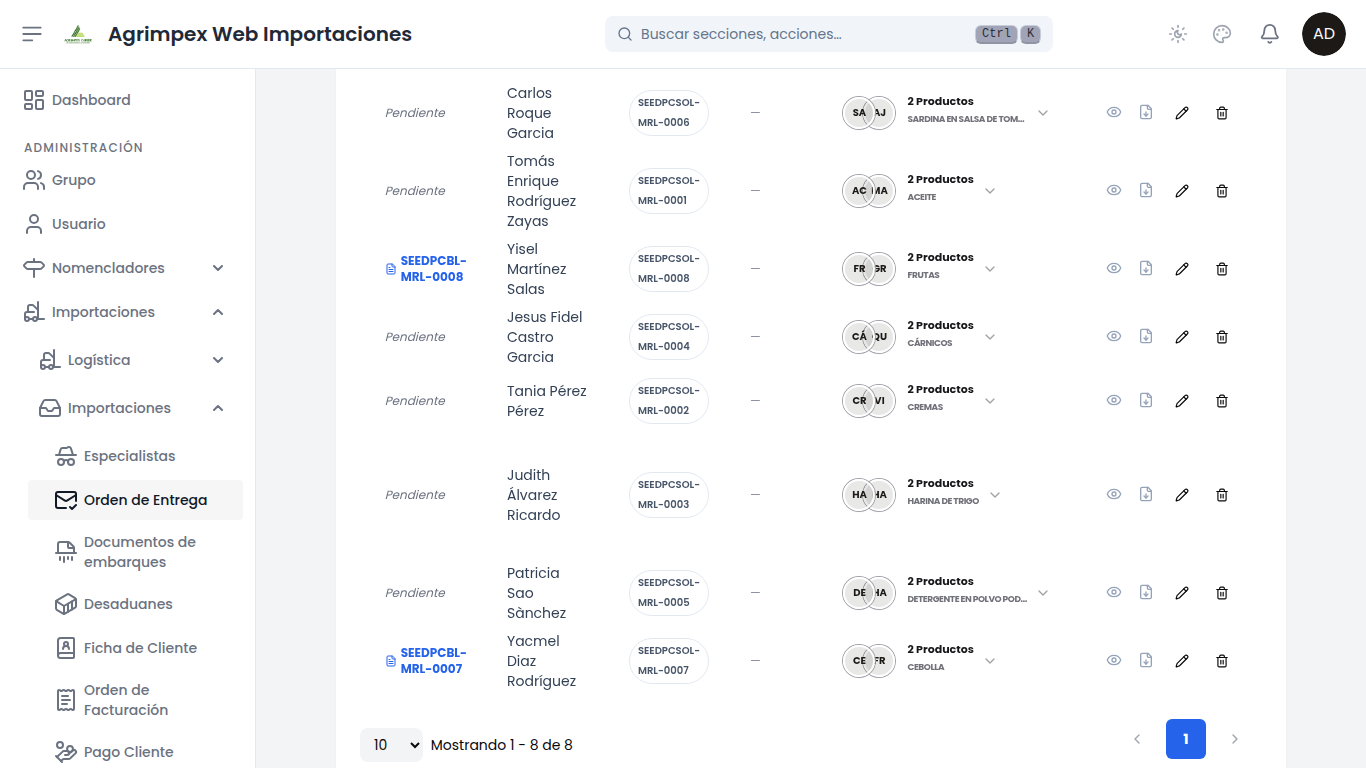 Agrimpex Web Importaciones
Buscar secciones, acciones...
Ctrl K
AD
Dashboard
ADMINISTRACIÓN
Grupo
Usuario
Nomencladores
Importaciones
Logística
Importaciones
Especialistas
Orden de Entrega
Documentos de
embarques
Desaduanes
Ficha de Cliente
Orden de
Facturación
Pago Cliente
Pendiente
Carlos
Roque
Garcia
SEEDPCSOL-
MRL-0006
—
SA AJ
2 Productos
SARDINA EN SALSA DE TOM...
Pendiente
Tomás
Enrique
Rodríguez
Zayas
SEEDPCSOL-
MRL-0001
—
AC MA
2 Productos
ACEITE
SEEDPCBL-
MRL-0008
Yisel
Martínez
Salas
SEEDPCSOL-
MRL-0008
—
FR GR
2 Productos
FRUTAS
Pendiente
Jesus Fidel
Castro
Garcia
SEEDPCSOL-
MRL-0004
—
CÁ QU
2 Productos
CÁRNICOS
Pendiente
Tania Pérez
Pérez
SEEDPCSOL-
MRL-0002
—
CR VI
2 Productos
CREMAS
Pendiente
Judith
Álvarez
Ricardo
SEEDPCSOL-
MRL-0003
—
HA HA
2 Productos
HARINA DE TRIGO
Pendiente
Patricia
Sao
Sànchez
SEEDPCSOL-
MRL-0005
—
DE HA
2 Productos
DETERGENTE EN POLVO POD...
SEEDPCBL-
MRL-0007
Yacmel
Diaz
Rodríguez
SEEDPCSOL-
MRL-0007
—
CE FR
2 Productos
CEBOLLA
10
Mostrando 1 - 8 de 8
1